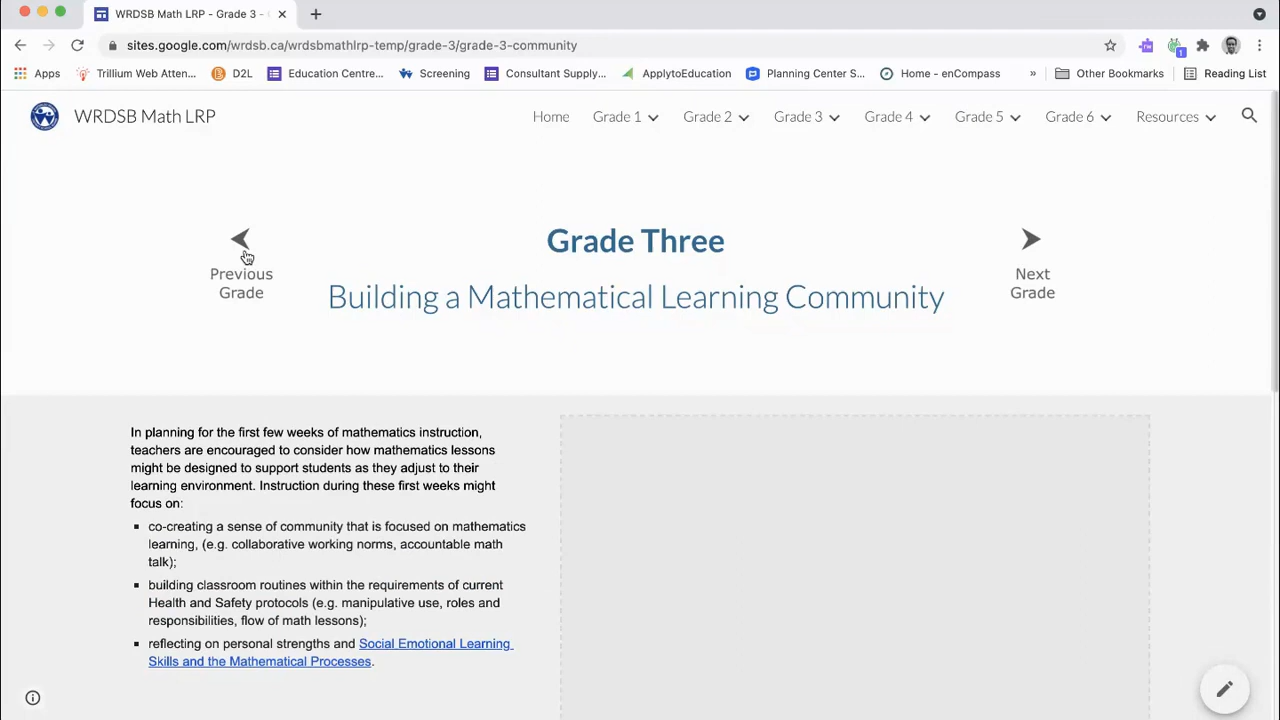 WRDSB Math LRP - Grade 3 -
sites.google.com/wrdsb.ca/wrdsbmathlrp-temp/grade-3/grade-3-community
1
Apps Trillium Web Atten... D2L Education Centre... Screening Consultant Supply... ApplytoEducation Planning Center S... Home - enCompass » Other Bookmarks Reading List
WRDSB Math LRP Home Grade 1 Grade 2 Grade 3 Grade 4 Grade 5 Grade 6 Resources
Grade Three
Previous
Grade
Building a Mathematical Learning Community
Next
Grade
In planning for the first few weeks of mathematics instruction,
teachers are encouraged to consider how mathematics lessons
might be designed to support students as they adjust to their
learning environment. Instruction during these first weeks might
focus on:
▪ co-creating a sense of community that is focused on mathematics
learning, (e.g. collaborative working norms, accountable math
talk);
▪ building classroom routines within the requirements of current
Health and Safety protocols (e.g. manipulative use, roles and
responsibilities, flow of math lessons);
▪ reflecting on personal strengths and Social Emotional Learning
Skills and the Mathematical Processes.